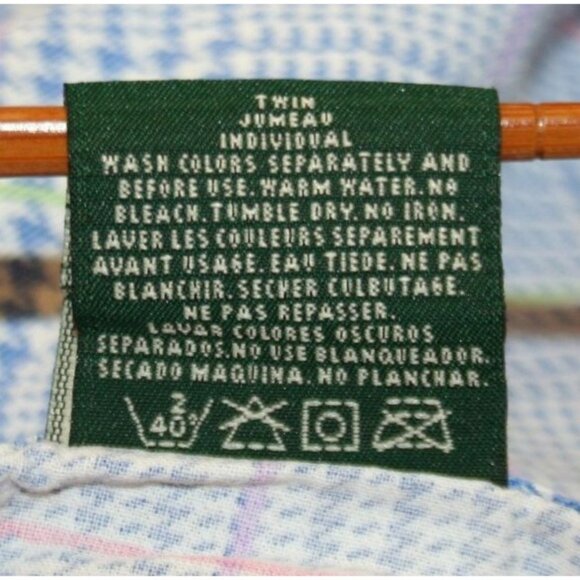 TWIN
JUMEAU
INDIVIDUAL
WASH COLORS SEPARATELY AND
BEFORE USE. WARM WATER. NO
BLEACH. TUMBLE DRY. NO IRON.
LAVER LES COULEURS SEPAREMENT
AVANT USAGE. EAU TIEDE. NE PAS
BLANCHIR. SECHER CULBUTAGE.
NE PAS REPASSER.
LAVAR COLORES OSCUROS
SEPARADOS. NO USE BLANQUEADOR.
SECADO MAQUINA. NO PLANCHAR.
2
40°